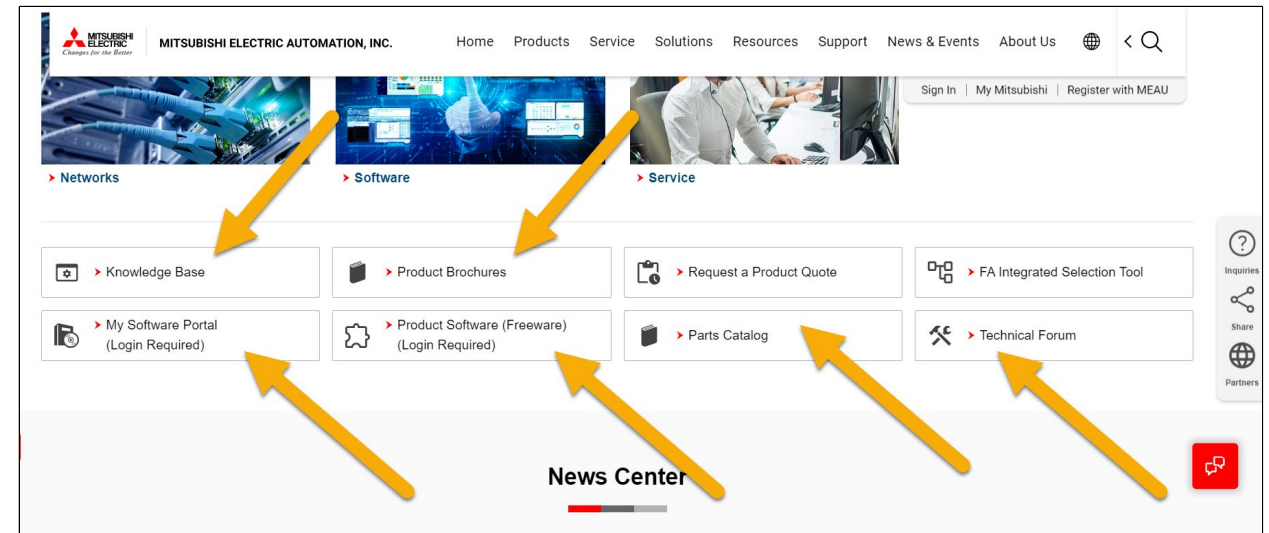 MITSUBISHI
ELECTRIC
Changes for the Better
MITSUBISHI ELECTRIC AUTOMATION, INC.
Home Products Service Solutions Resources Support News & Events About Us
Sign In | My Mitsubishi | Register with MEAU
Networks
Software
Service
Knowledge Base
Product Brochures
Request a Product Quote
FA Integrated Selection Tool
My Software Portal
(Login Required)
Product Software (Freeware)
(Login Required)
Parts Catalog
Technical Forum
Inquiries
Share
Partners
News Center